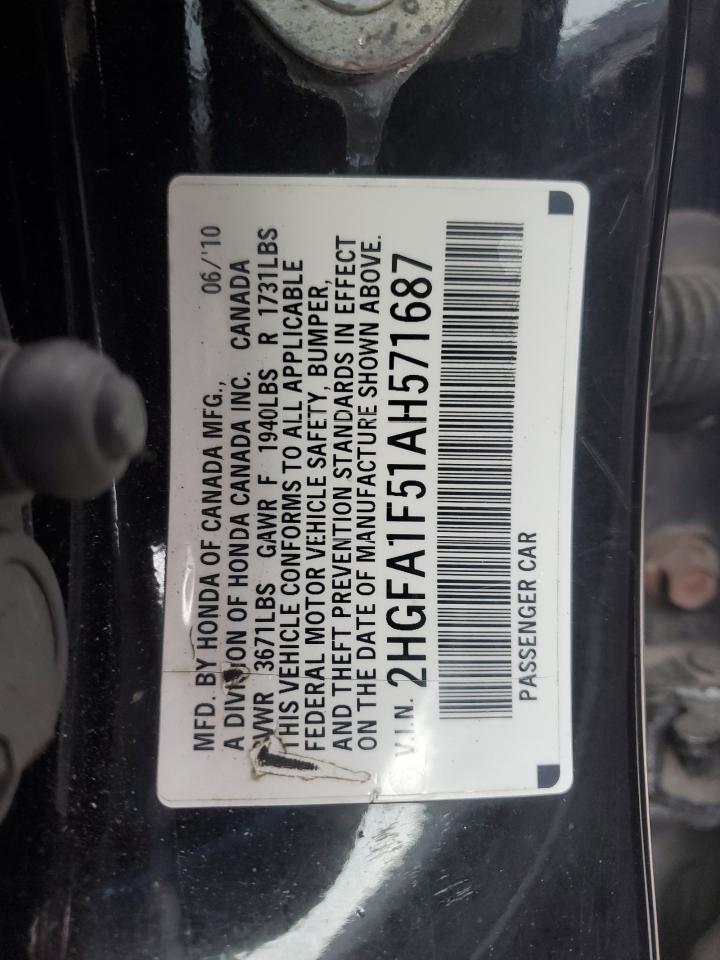 MFD. BY HONDA OF CANADA MFG., 06/'10
A DIVISION OF HONDA CANADA INC. CANADA
GVWR 3671LBS GAWR F 1940LBS R 1731LBS
THIS VEHICLE CONFORMS TO ALL APPLICABLE
FEDERAL MOTOR VEHICLE SAFETY, BUMPER,
AND THEFT PREVENTION STANDARDS IN EFFECT
ON THE DATE OF MANUFACTURE SHOWN ABOVE.
V.I.N. 2HGFA1F51AH571687
PASSENGER CAR